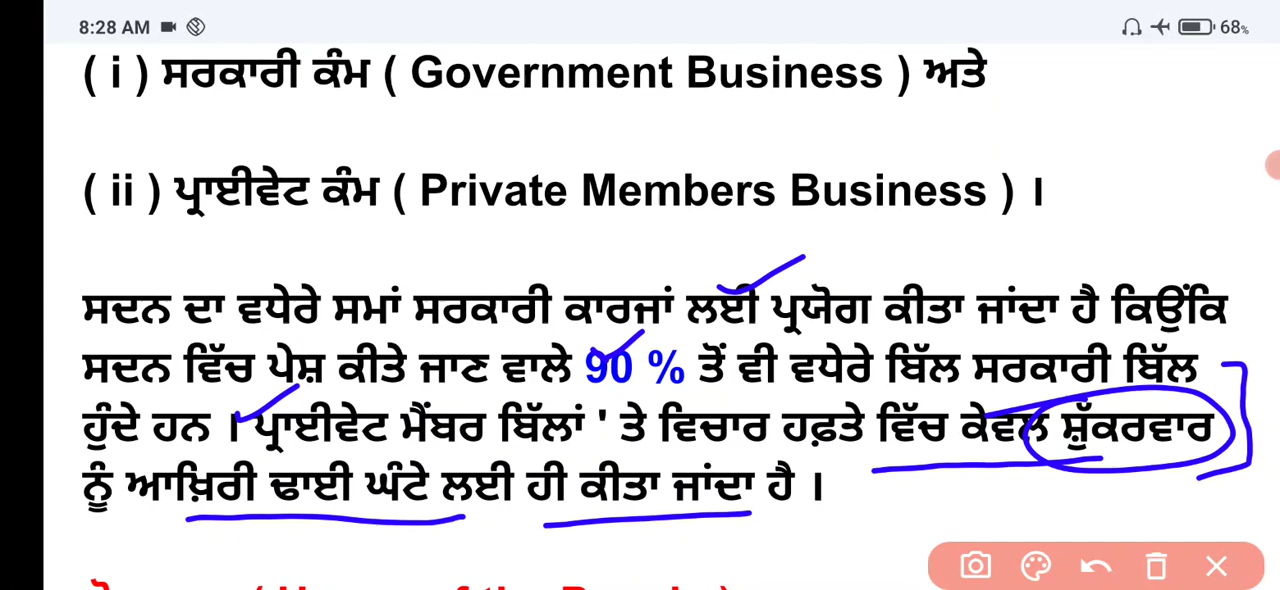 8:28 AM
68%
( i ) ਸਰਕਾਰੀ ਕੰਮ ( Government Business ) ਅਤੇ
( ii ) ਪ੍ਰਾਈਵੇਟ ਕੰਮ ( Private Members Business ) ।
ਸਦਨ ਦਾ ਵਧੇਰੇ ਸਮਾਂ ਸਰਕਾਰੀ ਕਾਰਜਾਂ ਲਈ ਪ੍ਰਯੋਗ ਕੀਤਾ ਜਾਂਦਾ ਹੈ ਕਿਉਂਕਿ
ਸਦਨ ਵਿੱਚ ਪੇਸ਼ ਕੀਤੇ ਜਾਣ ਵਾਲੇ 90 % ਤੋਂ ਵੀ ਵਧੇਰੇ ਬਿੱਲ ਸਰਕਾਰੀ ਬਿੱਲ
ਹੁੰਦੇ ਹਨ । ਪ੍ਰਾਈਵੇਟ ਮੈਂਬਰ ਬਿੱਲਾਂ ' ਤੇ ਵਿਚਾਰ ਹਫ਼ਤੇ ਵਿੱਚ ਕੇਵਲ ਸ਼ੁੱਕਰਵਾਰ
ਨੂੰ ਆਖ਼ਿਰੀ ਢਾਈ ਘੰਟੇ ਲਈ ਹੀ ਕੀਤਾ ਜਾਂਦਾ ਹੈ ।